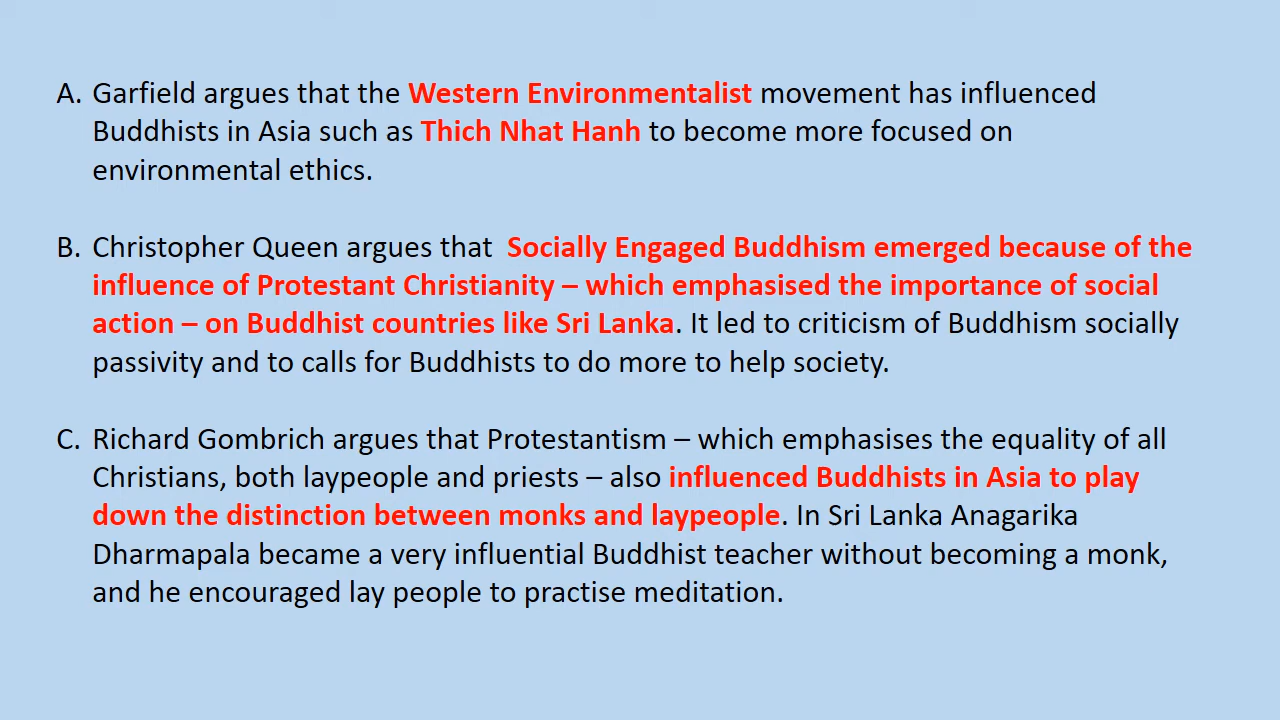 A. Garfield argues that the Western Environmentalist movement has influenced
Buddhists in Asia such as Thich Nhat Hanh to become more focused on
environmental ethics.
B. Christopher Queen argues that  Socially Engaged Buddhism emerged because of the
influence of Protestant Christianity – which emphasised the importance of social
action – on Buddhist countries like Sri Lanka. It led to criticism of Buddhism socially
passivity and to calls for Buddhists to do more to help society.
C. Richard Gombrich argues that Protestantism – which emphasises the equality of all
Christians, both laypeople and priests – also influenced Buddhists in Asia to play
down the distinction between monks and laypeople. In Sri Lanka Anagarika
Dharmapala became a very influential Buddhist teacher without becoming a monk,
and he encouraged lay people to practise meditation.